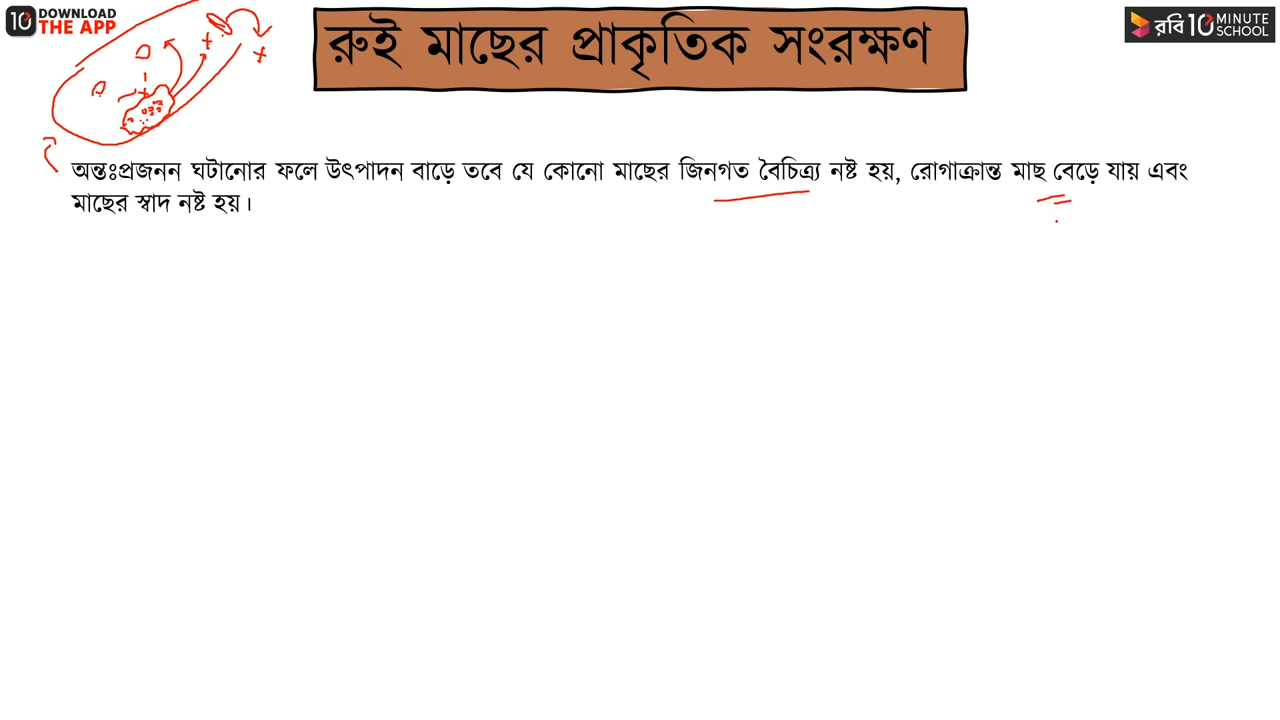 10 DOWNLOAD
THE APP
রুই মাছের প্রাকৃতিক সংরক্ষণ
রবি 10 MINUTE
SCHOOL
অন্তঃপ্রজনন ঘটানোর ফলে উৎপাদন বাড়ে তবে যে কোনো মাছের জিনগত বৈচিত্র্য নষ্ট হয়, রোগাক্রান্ত মাছ বেড়ে যায় এবং
মাছের স্বাদ নষ্ট হয়।